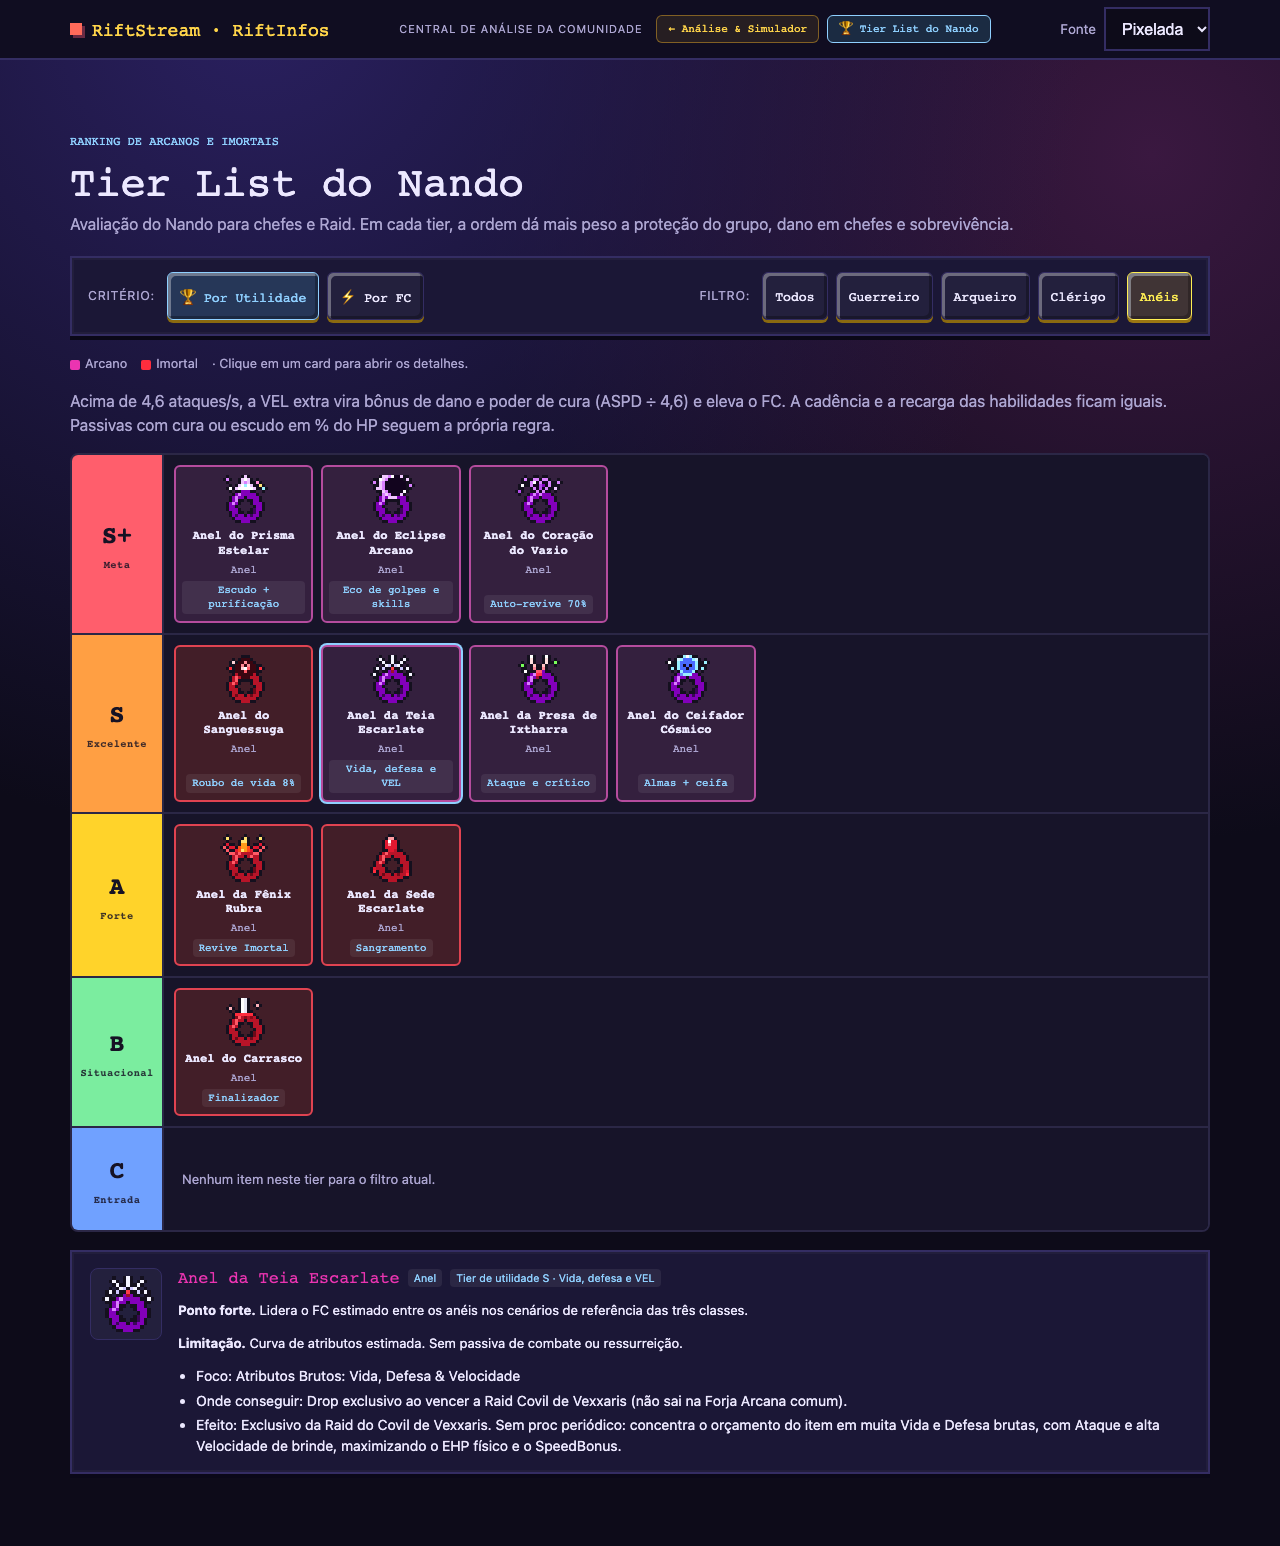 RiftStream • RiftInfos
CENTRAL DE ANÁLISE DA COMUNIDADE
← Análise & Simulador
🏆 Tier List do Nando
Fonte
Pixelada
RANKING DE ARCANOS E IMORTAIS
Tier List do Nando
Avaliação do Nando para chefes e Raid. Em cada tier, a ordem dá mais peso a proteção do grupo, dano em chefes e sobrevivência.
CRITÉRIO:
🏆 Por Utilidade
⚡ Por FC
FILTRO:
Todos
Guerreiro
Arqueiro
Clérigo
Anéis
Arcano
Imortal
· Clique em um card para abrir os detalhes.
Acima de 4,6 ataques/s, a VEL extra vira bônus de dano e poder de cura (ASPD ÷ 4,6) e eleva o FC. A cadência e a recarga das habilidades ficam iguais.
Passivas com cura ou escudo em % do HP seguem a própria regra.
S+
Meta
Anel do Prisma
Estelar
Anel
Escudo +
purificação
Anel do Eclipse
Arcano
Anel
Eco de golpes e
skills
Anel do Coração
do Vazio
Anel
Auto-revive 70%
S
Excelente
Anel do
Sanguessuga
Anel
Roubo de vida 8%
Anel da Teia
Escarlate
Anel
Vida, defesa e
VEL
Anel da Presa de
Ixtharra
Anel
Ataque e crítico
Anel do Ceifador
Cósmico
Anel
Almas + ceifa
A
Forte
Anel da Fênix
Rubra
Anel
Revive Imortal
Anel da Sede
Escarlate
Anel
Sangramento
B
Situacional
Anel do Carrasco
Anel
Finalizador
C
Entrada
Nenhum item neste tier para o filtro atual.
Anel da Teia Escarlate
Anel
Tier de utilidade S · Vida, defesa e VEL
Ponto forte. Lidera o FC estimado entre os anéis nos cenários de referência das três classes.
Limitação. Curva de atributos estimada. Sem passiva de combate ou ressurreição.
• Foco: Atributos Brutos: Vida, Defesa & Velocidade
• Onde conseguir: Drop exclusivo ao vencer a Raid Covil de Vexxaris (não sai na Forja Arcana comum).
• Efeito: Exclusivo da Raid do Covil de Vexxaris. Sem proc periódico: concentra o orçamento do item em muita Vida e Defesa brutas, com Ataque e alta
Velocidade de brinde, maximizando o EHP físico e o SpeedBonus.